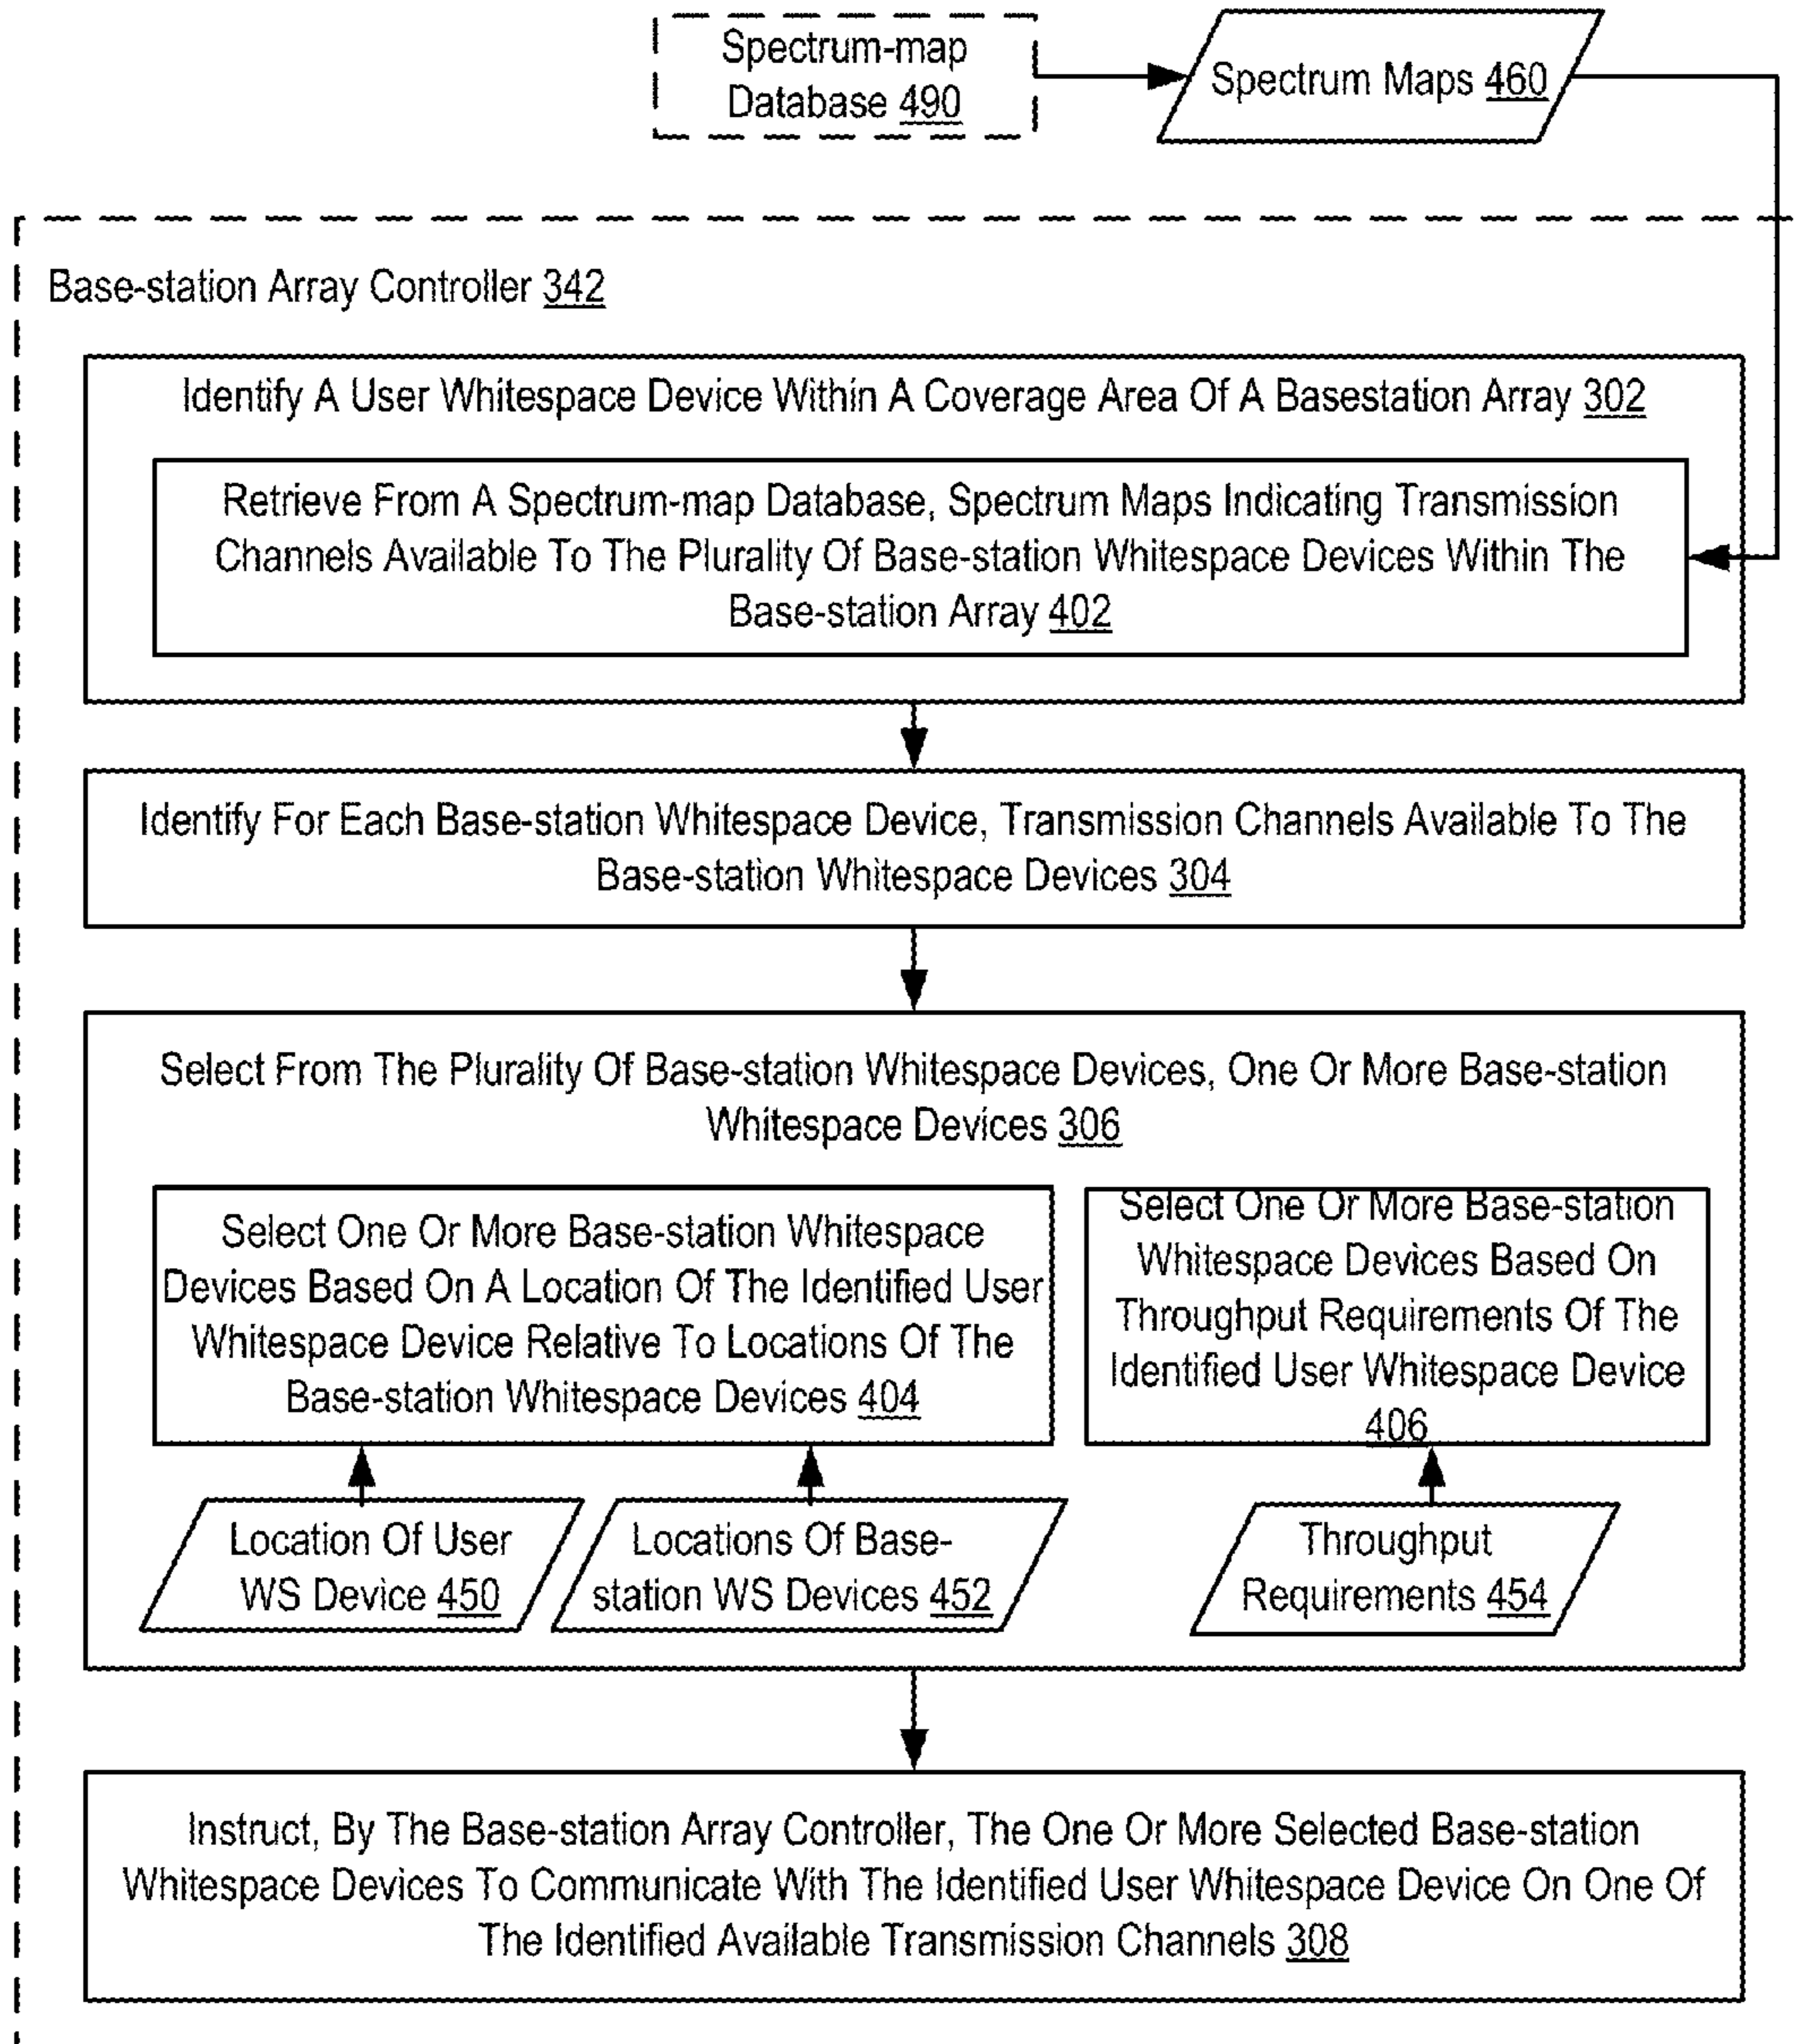 Spectrum-map
Database 490
Spectrum Maps 460
Base-station Array Controller 342
Identify A User Whitespace Device Within A Coverage Area Of A Basestation Array 302
Retrieve From A Spectrum-map Database, Spectrum Maps Indicating Transmission
Channels Available To The Plurality Of Base-station Whitespace Devices Within The
Base-station Array 402
Identify For Each Base-station Whitespace Device, Transmission Channels Available To The
Base-station Whitespace Devices 304
Select From The Plurality Of Base-station Whitespace Devices, One Or More Base-station
Whitespace Devices 306
Select One Or More Base-station Whitespace
Devices Based On A Location Of The Identified User
Whitespace Device Relative To Locations Of The
Base-station Whitespace Devices 404
Select One Or More Base-station
Whitespace Devices Based On
Throughput Requirements Of The
Identified User Whitespace Device
406
Location Of User
WS Device 450
Locations Of Base-
station WS Devices 452
Throughput
Requirements 454
Instruct, By The Base-station Array Controller, The One Or More Selected Base-station
Whitespace Devices To Communicate With The Identified User Whitespace Device On One Of
The Identified Available Transmission Channels 308